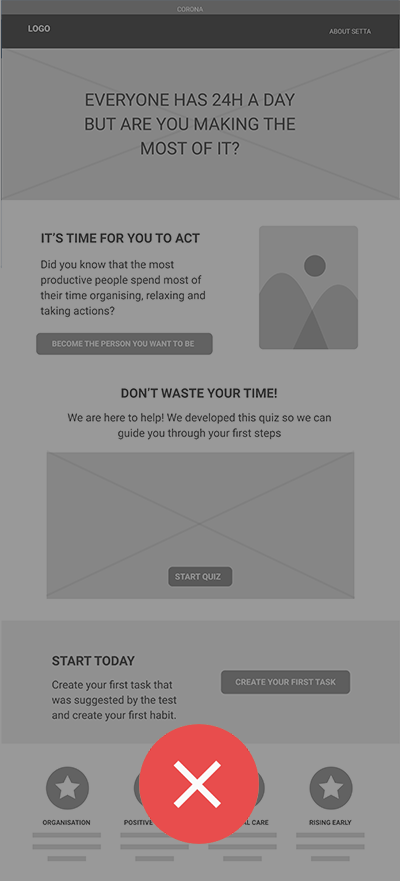 CORONA
LOGO
ABOUT SETTA
EVERYONE HAS 24H A DAY
BUT ARE YOU MAKING THE
MOST OF IT?
IT'S TIME FOR YOU TO ACT
Did you know that the most
productive people spend most of
their time organising, relaxing and
taking actions?
BECOME THE PERSON YOU WANT TO BE
DON'T WASTE YOUR TIME!
We are here to help! We developed this quiz so we can
guide you through your first steps
START QUIZ
START TODAY
Create your first task that
was suggested by the test
and create your first habit.
CREATE YOUR FIRST TASK
ORGANISATION
POSITIVE
CARE
RISING EARLY